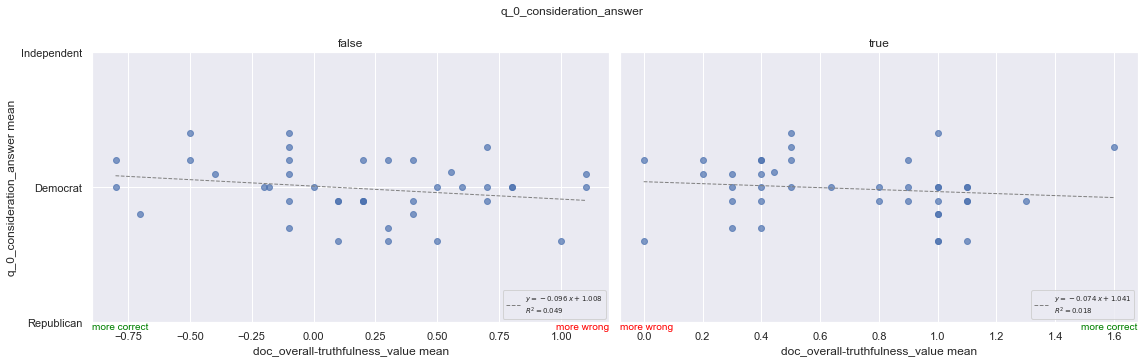 q_0_consideration_answer
false
true
Independent
Democrat
Republican
q_0_consideration_answer mean
y = −0.096 x + 1.008
R² = 0.049
y = −0.074 x + 1.041
R² = 0.018
more correct
more wrong
more wrong
more correct
−0.75 −0.50 −0.25 0.00 0.25 0.50 0.75 1.00
0.0 0.2 0.4 0.6 0.8 1.0 1.2 1.4 1.6
doc_overall-truthfulness_value mean
doc_overall-truthfulness_value mean